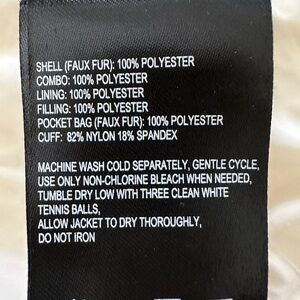 SHELL (FAUX FUR): 100% POLYESTER
COMBO: 100% POLYESTER
LINING: 100% POLYESTER
FILLING: 100% POLYESTER
POCKET BAG (FAUX FUR): 100% POLYESTER
CUFF: 82% NYLON 18% SPANDEX
MACHINE WASH COLD SEPARATELY, GENTLE CYCLE,
USE ONLY NON-CHLORINE BLEACH WHEN NEEDED,
TUMBLE DRY LOW WITH THREE CLEAN WHITE
TENNIS BALLS,
ALLOW JACKET TO DRY THOROUGHLY,
DO NOT IRON